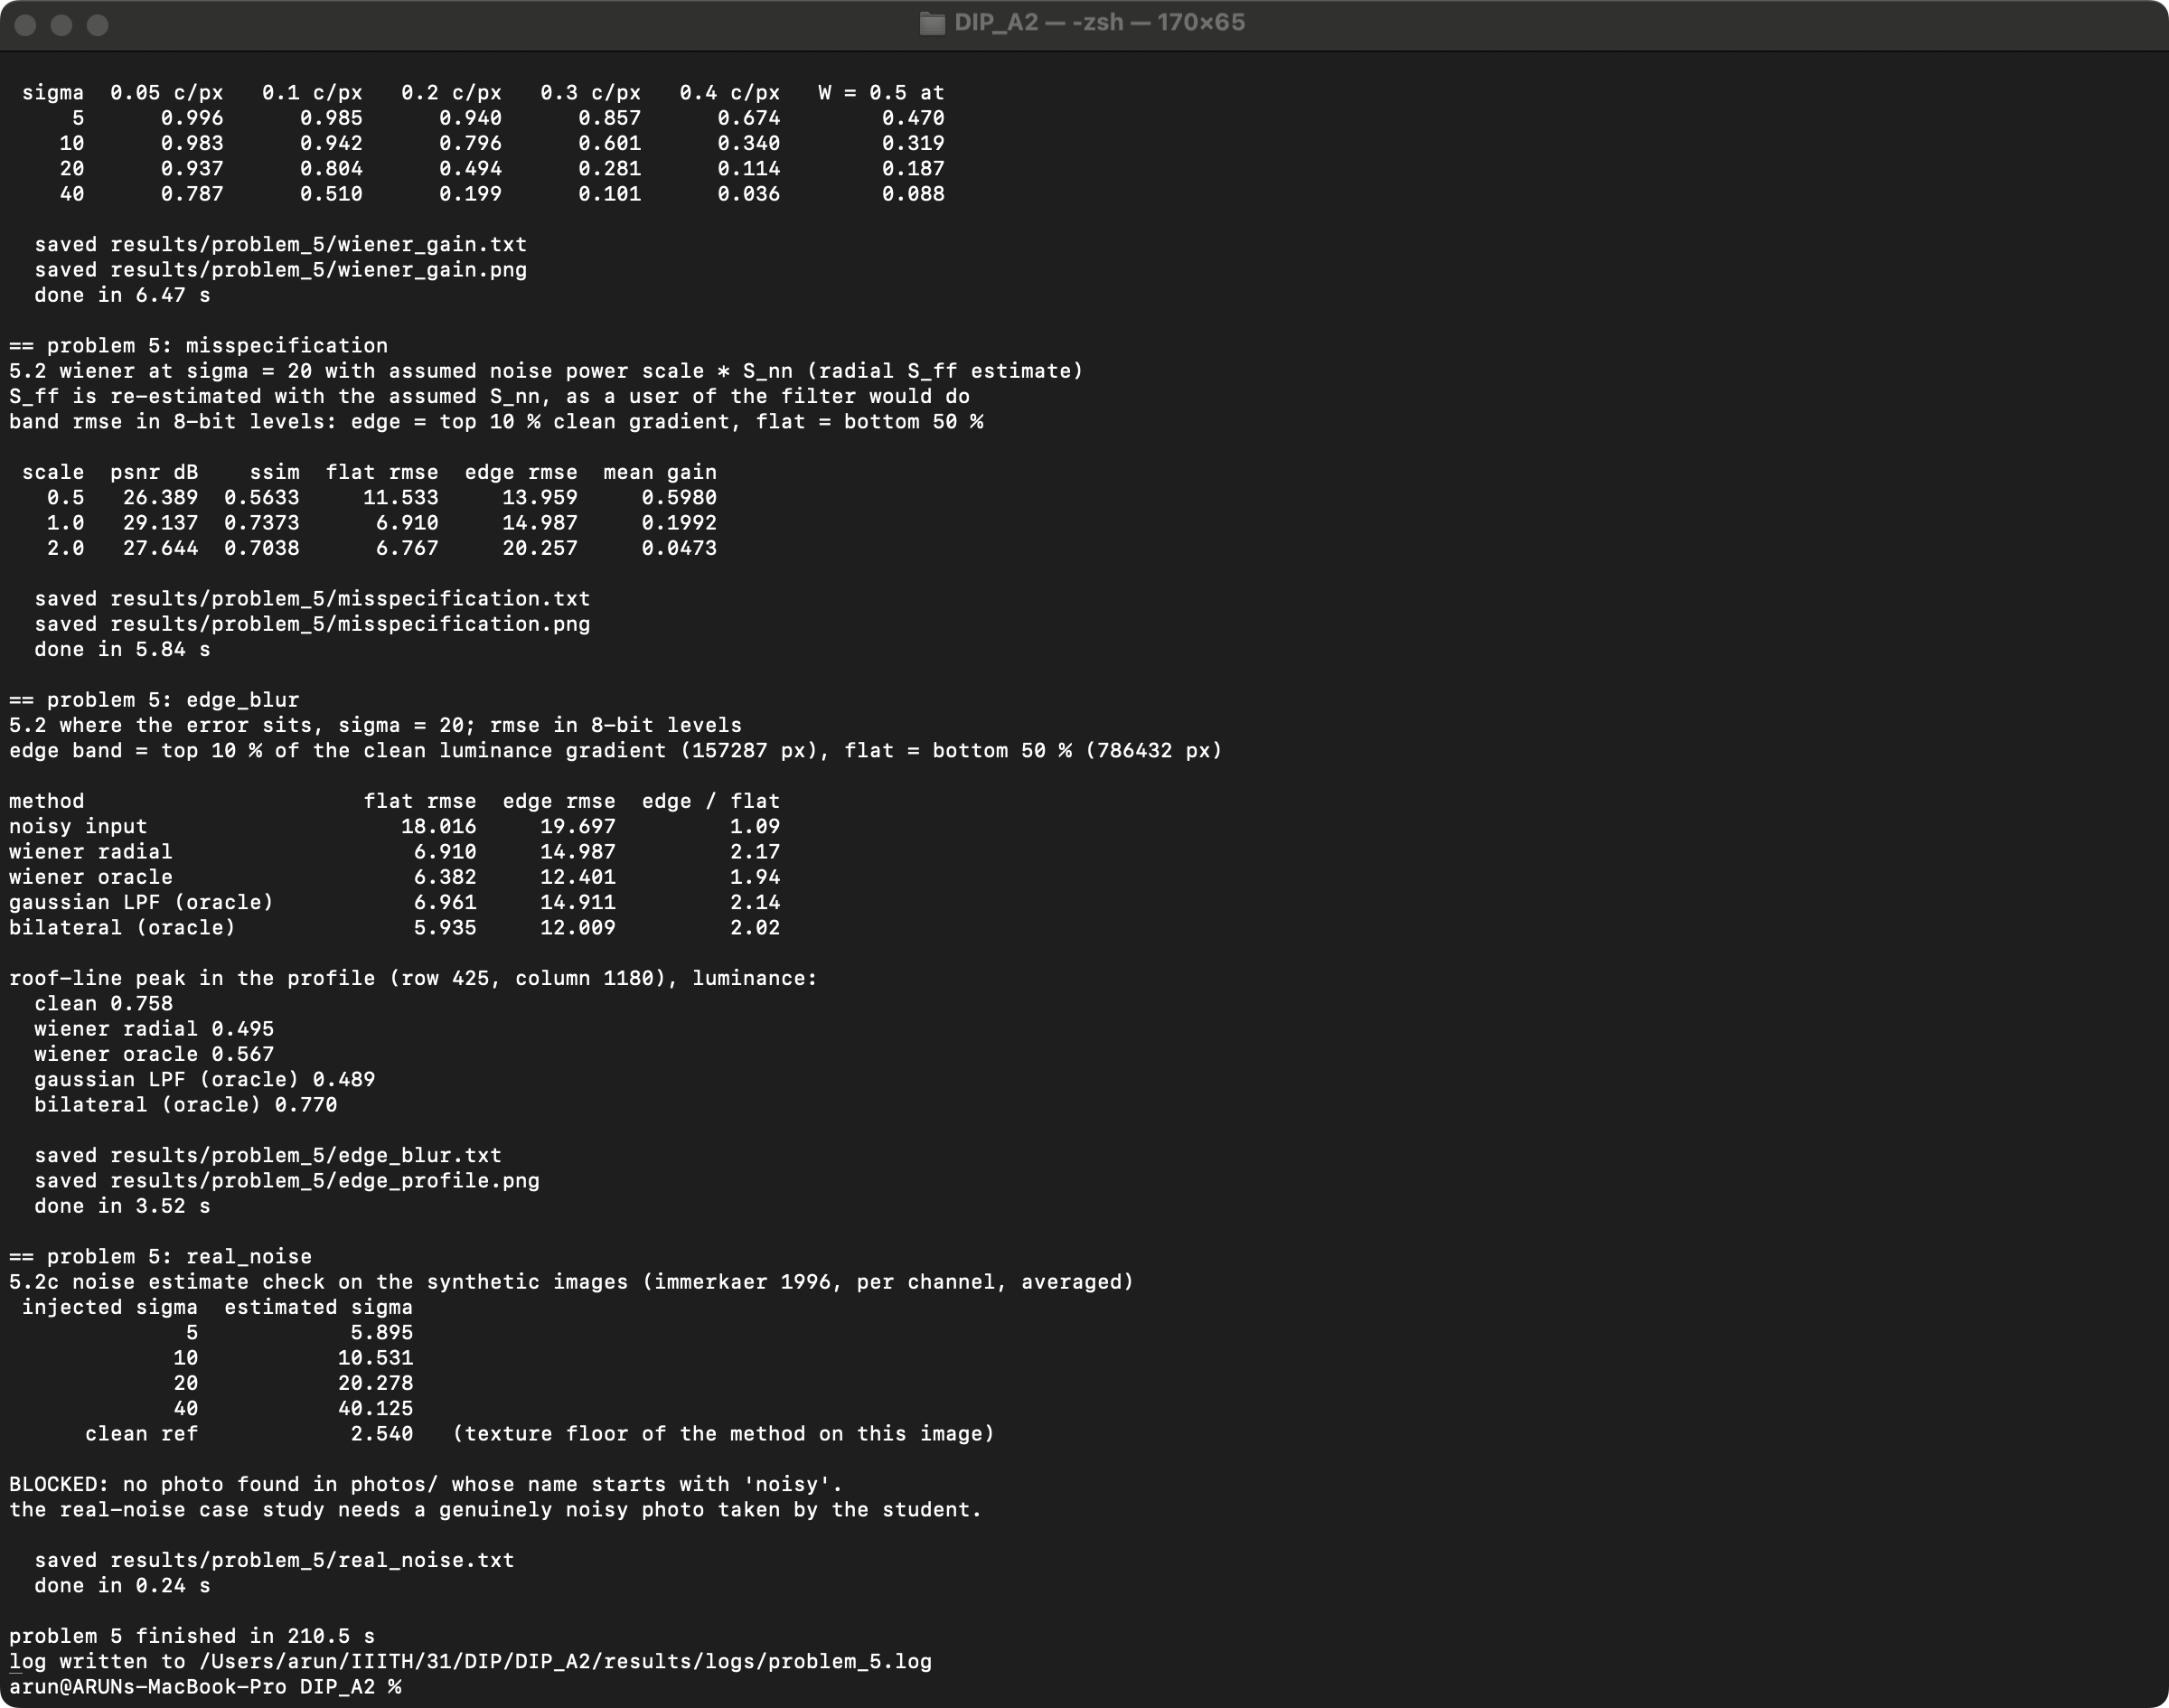 DIP_A2 — -zsh — 170×65
sigma  0.05 c/px   0.1 c/px   0.2 c/px   0.3 c/px   0.4 c/px   W = 0.5 at
5      0.996      0.985      0.940      0.857      0.674        0.470
10      0.983      0.942      0.796      0.601      0.340        0.319
20      0.937      0.804      0.494      0.281      0.114        0.187
40      0.787      0.510      0.199      0.101      0.036        0.088
saved results/problem_5/wiener_gain.txt
saved results/problem_5/wiener_gain.png
done in 6.47 s
== problem 5: misspecification
5.2 wiener at sigma = 20 with assumed noise power scale * S_nn (radial S_ff estimate)
S_ff is re-estimated with the assumed S_nn, as a user of the filter would do
band rmse in 8-bit levels: edge = top 10 % clean gradient, flat = bottom 50 %
scale  psnr dB    ssim  flat rmse  edge rmse  mean gain
0.5   26.389  0.5633     11.533     13.959     0.5980
1.0   29.137  0.7373      6.910     14.987     0.1992
2.0   27.644  0.7038      6.767     20.257     0.0473
saved results/problem_5/misspecification.txt
saved results/problem_5/misspecification.png
done in 5.84 s
== problem 5: edge_blur
5.2 where the error sits, sigma = 20; rmse in 8-bit levels
edge band = top 10 % of the clean luminance gradient (157287 px), flat = bottom 50 % (786432 px)
method                      flat rmse  edge rmse  edge / flat
noisy input                    18.016     19.697         1.09
wiener radial                   6.910     14.987         2.17
wiener oracle                   6.382     12.401         1.94
gaussian LPF (oracle)           6.961     14.911         2.14
bilateral (oracle)              5.935     12.009         2.02
roof-line peak in the profile (row 425, column 1180), luminance:
clean 0.758
wiener radial 0.495
wiener oracle 0.567
gaussian LPF (oracle) 0.489
bilateral (oracle) 0.770
saved results/problem_5/edge_blur.txt
saved results/problem_5/edge_profile.png
done in 3.52 s
== problem 5: real_noise
5.2c noise estimate check on the synthetic images (immerkaer 1996, per channel, averaged)
injected sigma  estimated sigma
5            5.895
10           10.531
20           20.278
40           40.125
clean ref            2.540   (texture floor of the method on this image)
BLOCKED: no photo found in photos/ whose name starts with 'noisy'.
the real-noise case study needs a genuinely noisy photo taken by the student.
saved results/problem_5/real_noise.txt
done in 0.24 s
problem 5 finished in 210.5 s
log written to /Users/arun/IIITH/31/DIP/DIP_A2/results/logs/problem_5.log
arun@ARUNs-MacBook-Pro DIP_A2 %